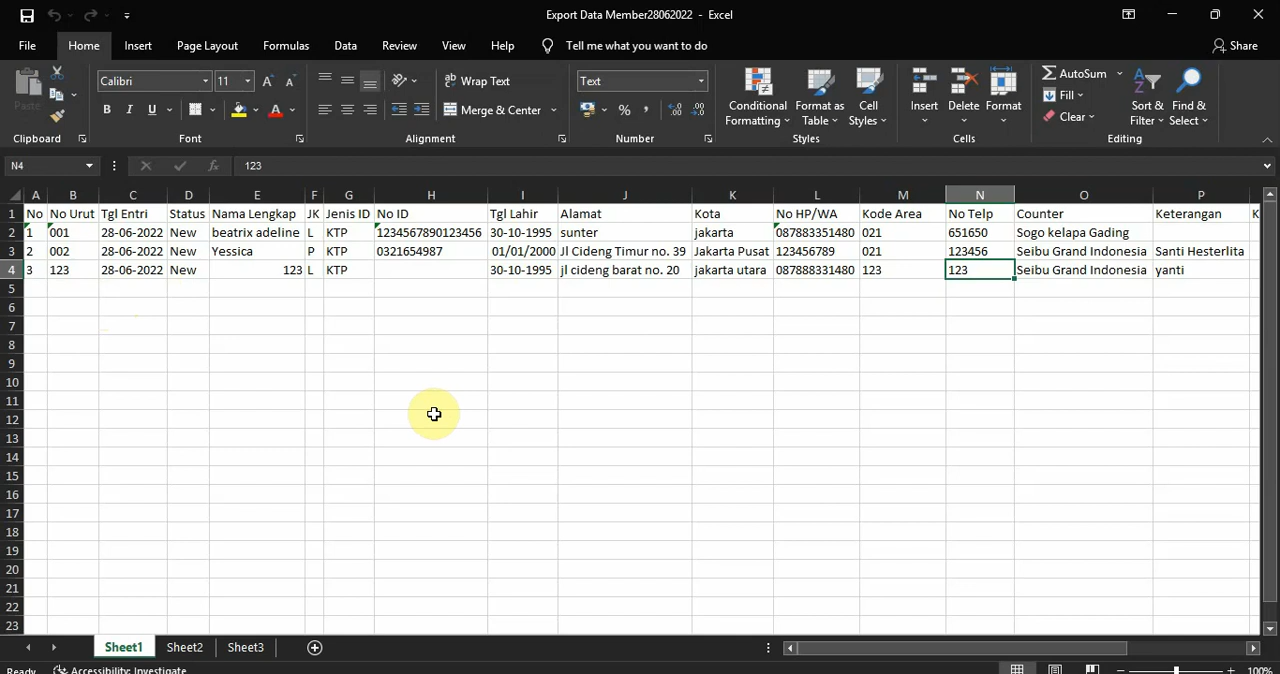 Export Data Member28062022 - Excel
File Home Insert Page Layout Formulas Data Review View Help Tell me what you want to do Share
Paste Calibri 11 A A Wrap Text Text AutoSum
B I U A Merge & Center % , Conditional Formatting Format as Table Cell Styles Insert Delete Format Fill Sort & Filter Find & Select
Clear
Clipboard Font Alignment Number Styles Cells Editing
N4 fx 123
A B C D E F G H I J K L M N O P
1 No No Urut Tgl Entri Status Nama Lengkap JK Jenis ID No ID Tgl Lahir Alamat Kota No HP/WA Kode Area No Telp Counter Keterangan K
2 1 001 28-06-2022 New beatrix adeline L KTP 1234567890123456 30-10-1995 sunter jakarta 087883351480 021 651650 Sogo kelapa Gading
3 2 002 28-06-2022 New Yessica P KTP 0321654987 01/01/2000 Jl Cideng Timur no. 39 Jakarta Pusat 123456789 021 123456 Seibu Grand Indonesia Santi Hesterlita
4 3 123 28-06-2022 New 123 L KTP 30-10-1995 jl cideng barat no. 20 jakarta utara 087888331480 123 123 Seibu Grand Indonesia yanti
5
6
7
8
9
10
11
12
13
14
15
16
17
18
19
20
21
22
23
Sheet1 Sheet2 Sheet3
Ready Accessibility: Investigate 100%